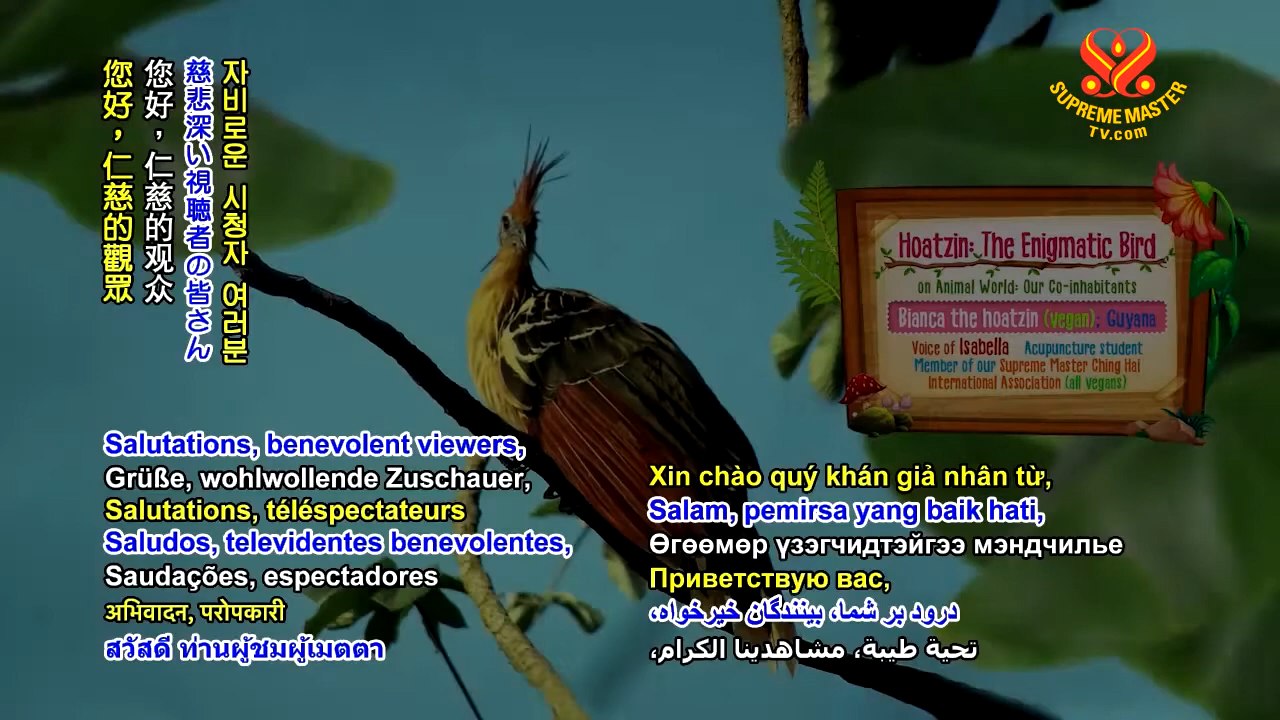 您好，仁慈的觀眾
您好，仁慈的观众
慈悲深い視聴者の皆さん
자비로운 시청자 여러분
SUPREME MASTER
TV.com
Hoatzin: The Enigmatic Bird
on Animal World: Our Co-inhabitants
Bianca the hoatzin (vegan); Guyana
Voice of Isabella Acupuncture student
Member of our Supreme Master Ching Hai
International Association (all vegans)
Salutations, benevolent viewers,
Grüße, wohlwollende Zuschauer,
Salutations, téléspectateurs
Saludos, televidentes benevolentes,
Saudações, espectadores
अभिवादन, परोपकारी
สวัสดี ท่านผู้ชมผู้เมตตา
Xin chào quý khán giả nhân từ,
Salam, pemirsa yang baik hati,
Өгөөмөр үзэгчидтэйгээ мэндчилье
Приветствую вас,
درود بر شما، بینندگان خیرخواه،
تحية طيبة، مشاهدينا الكرام،